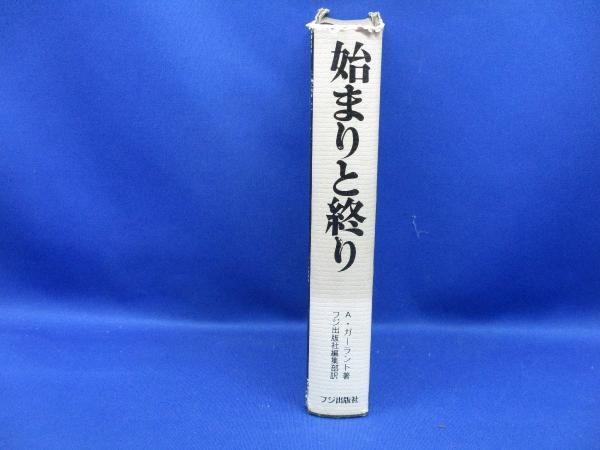 始まりと終り
A・ガーラント著
フジ出版社編集部訳
フジ出版社